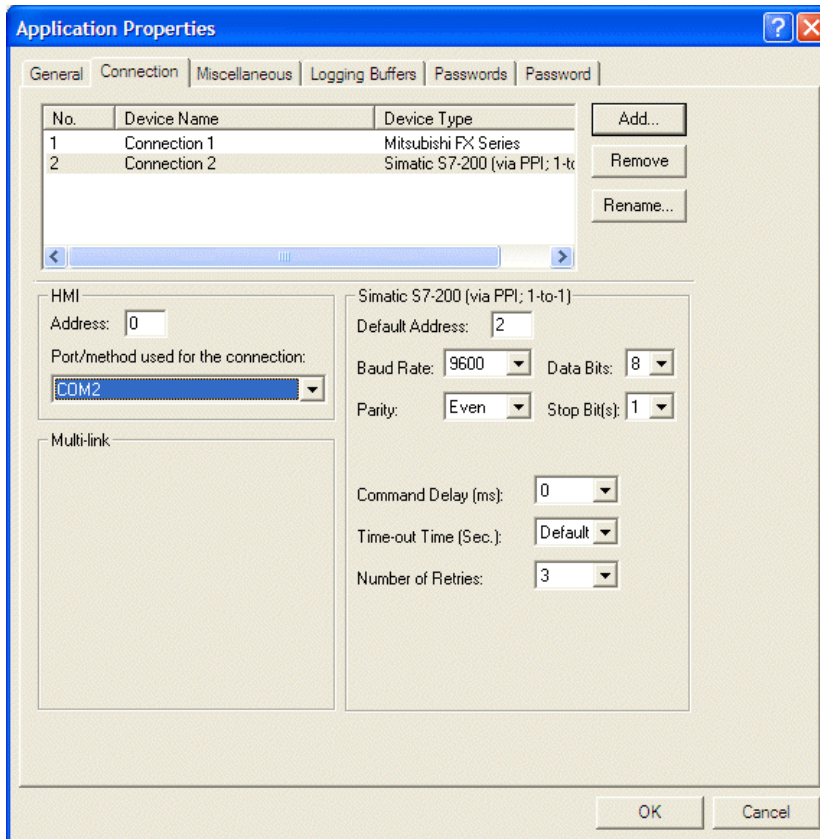 Application Properties
General Connection Miscellaneous Logging Buffers Passwords Password
No. Device Name Device Type
1 Connection 1 Mitsubishi FX Series
2 Connection 2 Simatic S7-200 (via PPI; 1-to
Add...
Remove
Rename...
HMI
Address: 0
Port/method used for the connection:
COM2
Multi-link
Simatic S7-200 (via PPI; 1-to-1)
Default Address: 2
Baud Rate: 9600 Data Bits: 8
Parity: Even Stop Bit(s): 1
Command Delay (ms): 0
Time-out Time (Sec.): Default
Number of Retries: 3
OK Cancel